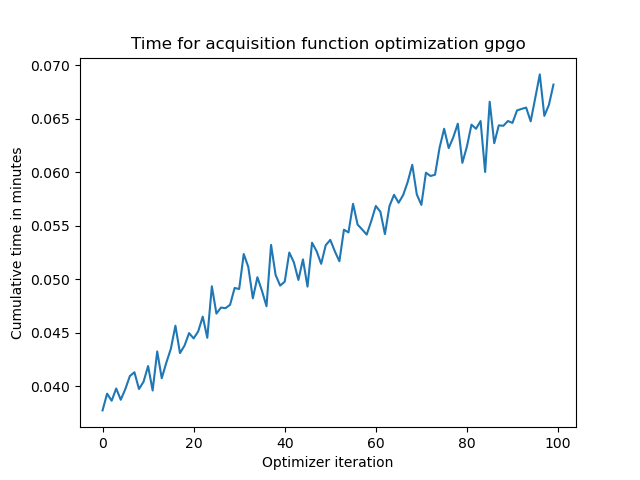 Time for acquisition function optimization gpgo
0.070
0.065
0.060
0.055
0.050
0.045
0.040
Cumulative time in minutes
0 20 40 60 80 100
Optimizer iteration